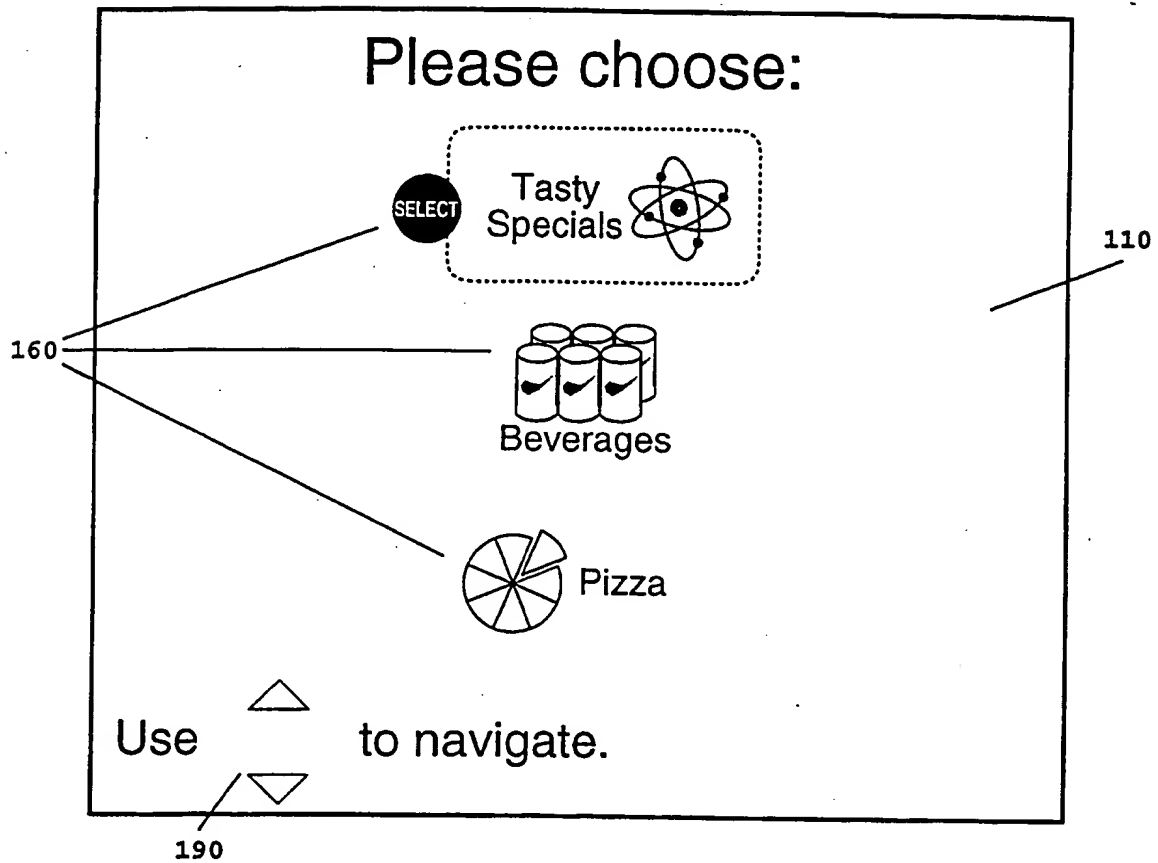 Please choose:
SELECT
Tasty
Specials
110
160
Beverages
Pizza
Use to navigate.
190